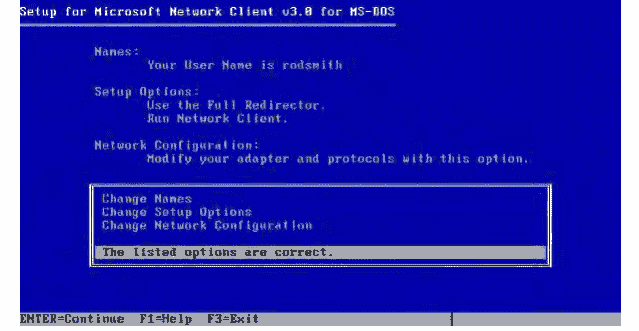 Setup for Microsoft Network Client v3.0 for MS-DOS
Names:
Your User Name is rodsmith
Setup Options:
Use the Full Redirector.
Run Network Client.
Network Configuration:
Modify your adapter and protocols with this option.
Change Names
Change Setup Options
Change Network Configuration
The listed options are correct.
ENTER=Continue F1=Help F3=Exit